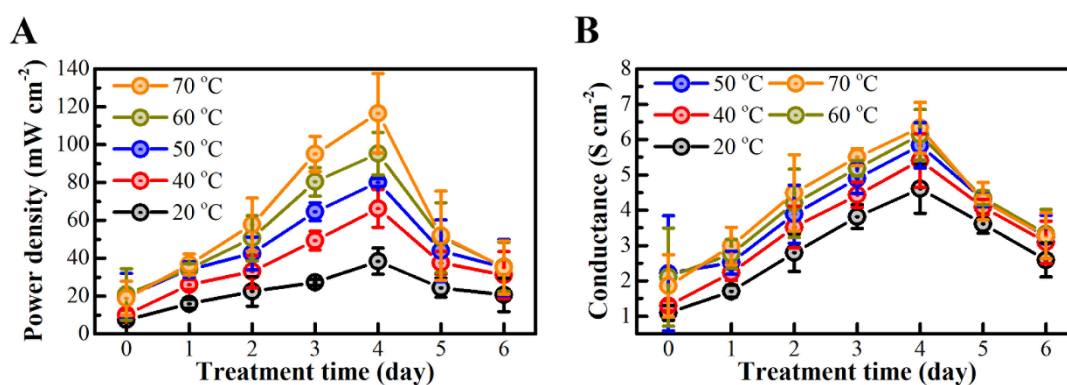 A
Power density (mW cm⁻²)
140
120
100
80
60
40
20
0
70 °C
60 °C
50 °C
40 °C
20 °C
0 1 2 3 4 5 6
Treatment time (day)
B
Conductance (S cm⁻²)
8
7
6
5
4
3
2
1
50 °C 70 °C
40 °C 60 °C
20 °C
0 1 2 3 4 5 6
Treatment time (day)